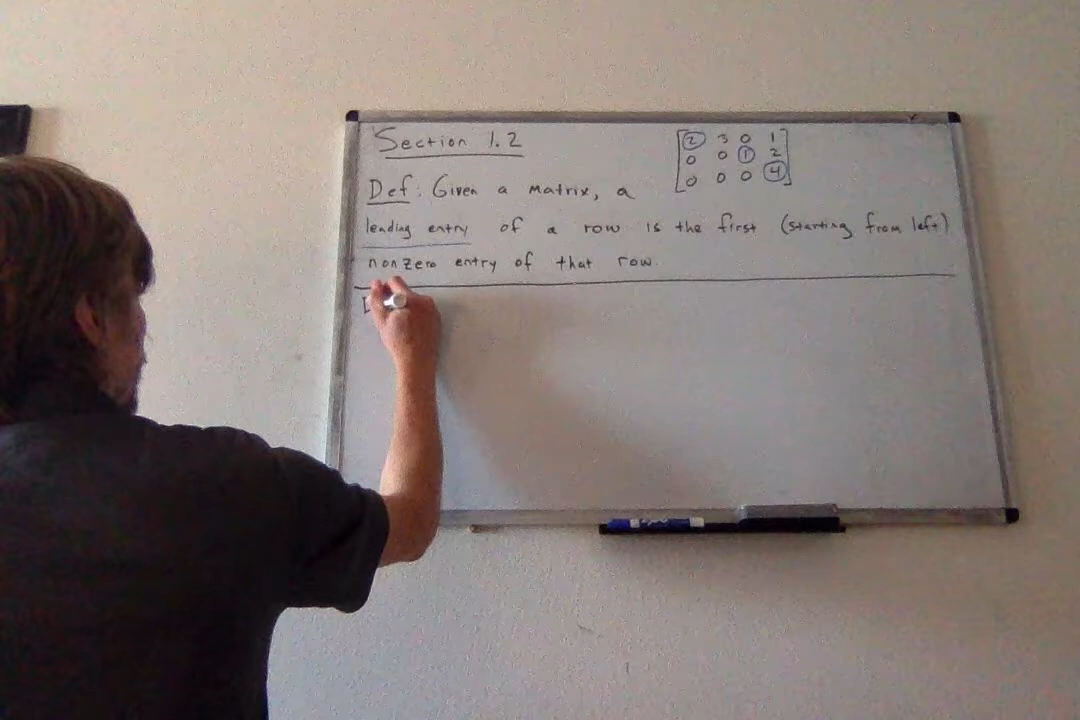 Section 1.2
2 3 0 1
0 0 1 2
0 0 0 4
Def: Given a matrix, a
leading entry of a row is the first (starting from left)
nonzero entry of that row.